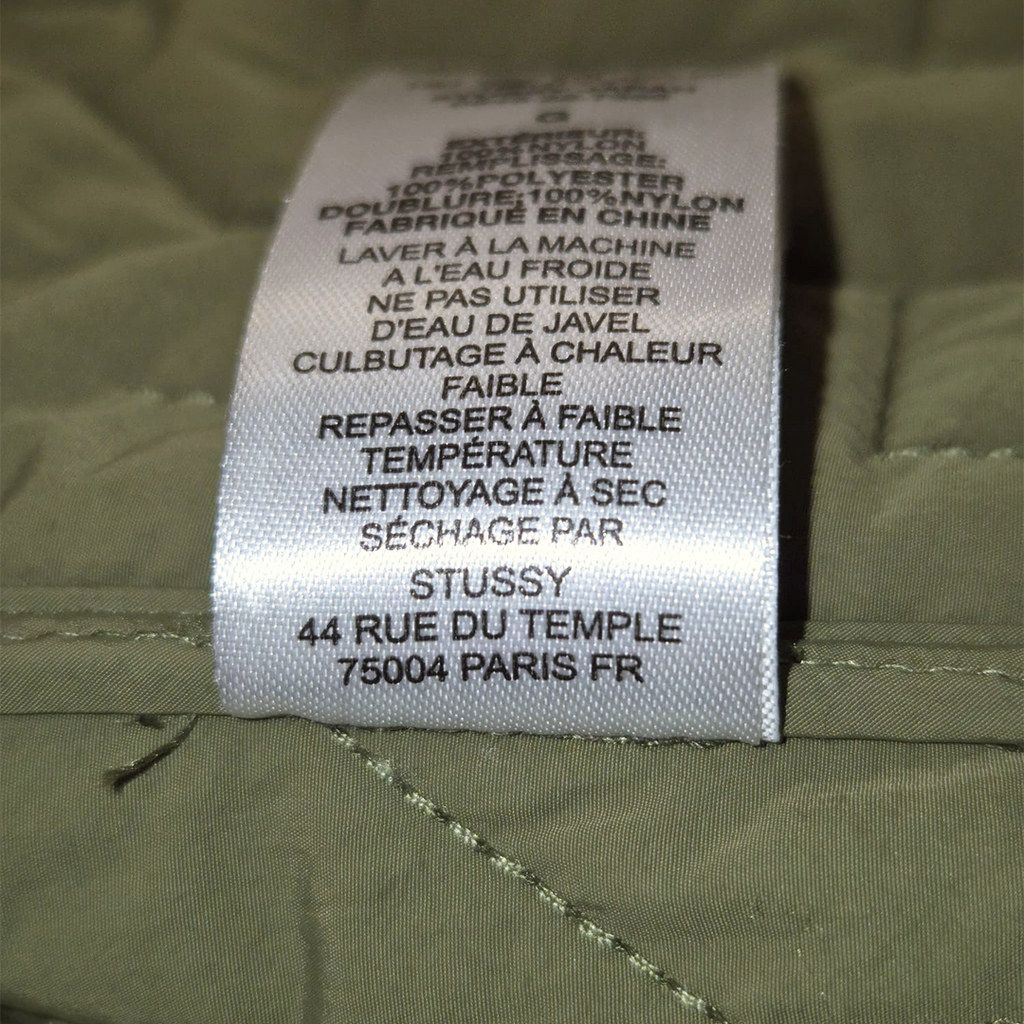 JAPAN
G
EXTÉRIEUR:
100%NYLON
REMPLISSAGE:
100%POLYESTER
DOUBLURE:100%NYLON
FABRIQUÉ EN CHINE
LAVER À LA MACHINE
A L'EAU FROIDE
NE PAS UTILISER
D'EAU DE JAVEL
CULBUTAGE À CHALEUR
FAIBLE
REPASSER À FAIBLE
TEMPÉRATURE
NETTOYAGE À SEC
SÉCHAGE PAR
STUSSY
44 RUE DU TEMPLE
75004 PARIS FR